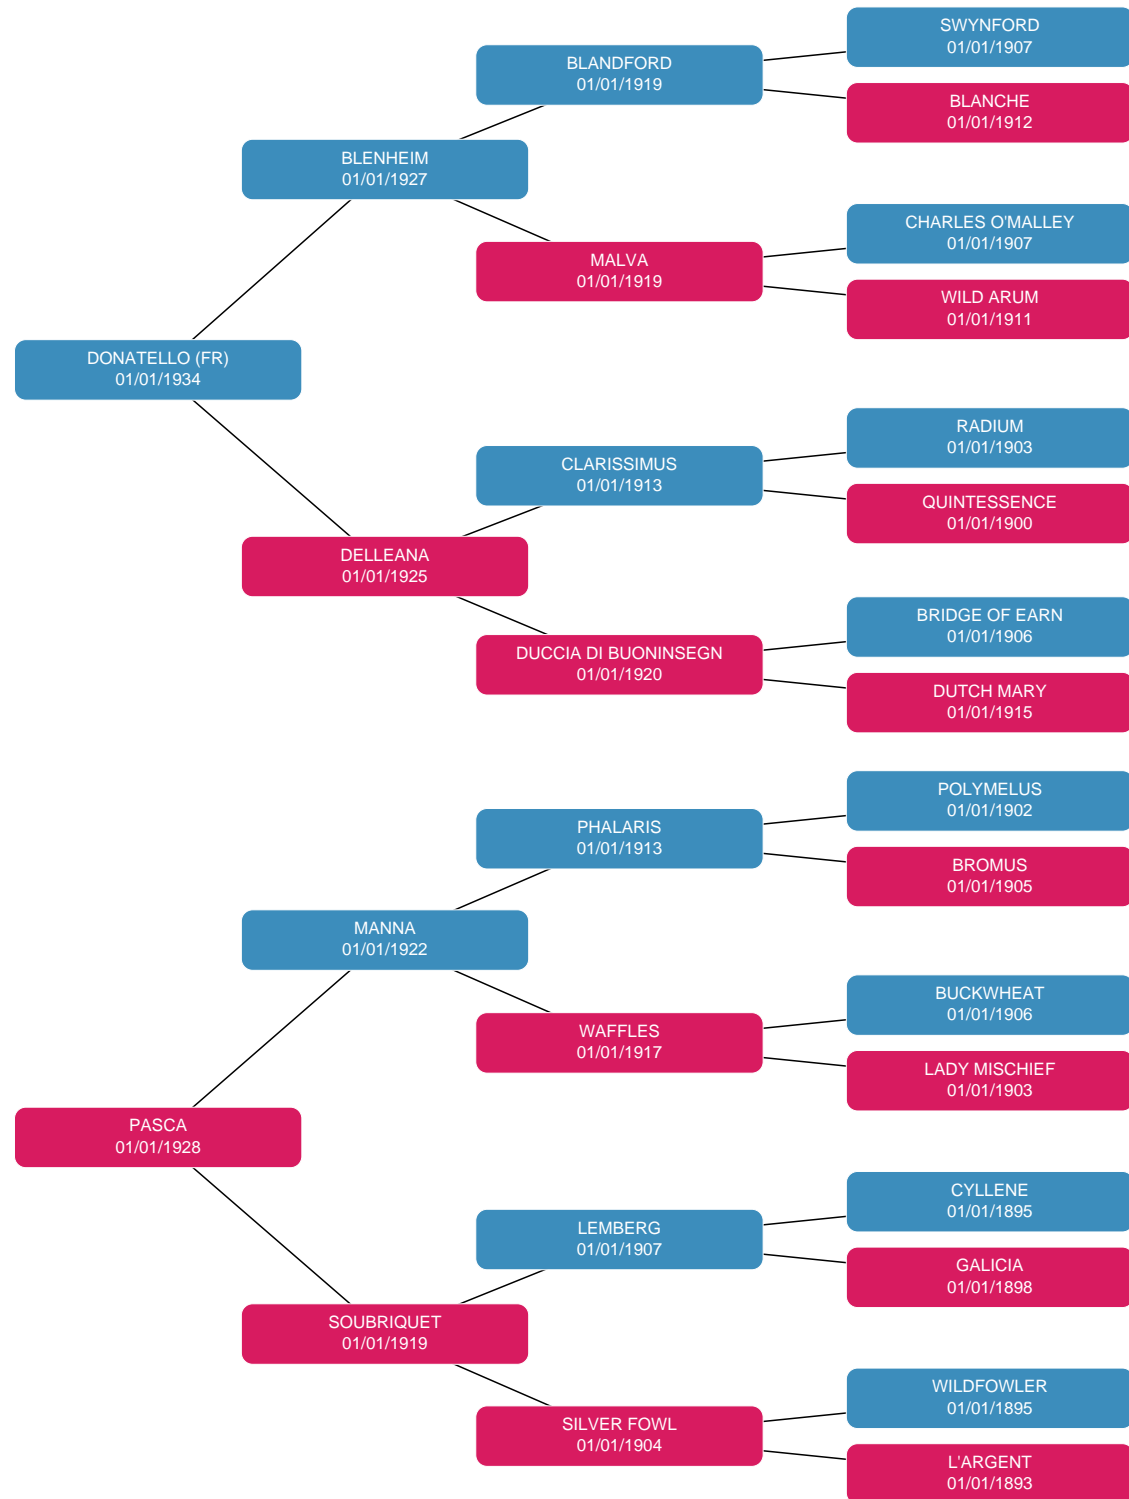 SWYNFORD
01/01/1907
BLANDFORD
01/01/1919
BLANCHE
01/01/1912
BLENHEIM
01/01/1927
CHARLES O'MALLEY
01/01/1907
MALVA
01/01/1919
WILD ARUM
01/01/1911
DONATELLO (FR)
01/01/1934
RADIUM
01/01/1903
CLARISSIMUS
01/01/1913
QUINTESSENCE
01/01/1900
DELLEANA
01/01/1925
BRIDGE OF EARN
01/01/1906
DUCCIA DI BUONINSEGN
01/01/1920
DUTCH MARY
01/01/1915
POLYMELUS
01/01/1902
PHALARIS
01/01/1913
BROMUS
01/01/1905
MANNA
01/01/1922
BUCKWHEAT
01/01/1906
WAFFLES
01/01/1917
LADY MISCHIEF
01/01/1903
PASCA
01/01/1928
CYLLENE
01/01/1895
LEMBERG
01/01/1907
GALICIA
01/01/1898
SOUBRIQUET
01/01/1919
WILDFOWLER
01/01/1895
SILVER FOWL
01/01/1904
L'ARGENT
01/01/1893